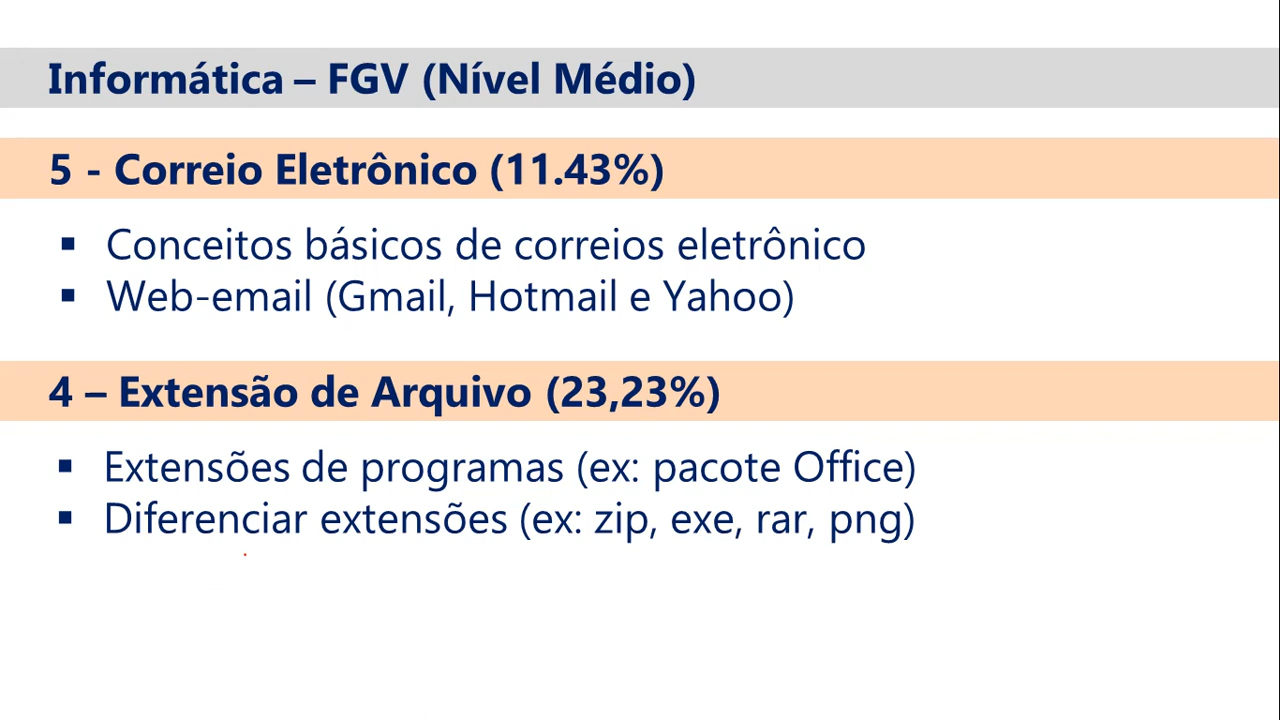 Informática – FGV (Nível Médio)
5 - Correio Eletrônico (11.43%)
▪ Conceitos básicos de correios eletrônico
▪ Web-email (Gmail, Hotmail e Yahoo)
4 – Extensão de Arquivo (23,23%)
▪ Extensões de programas (ex: pacote Office)
▪ Diferenciar extensões (ex: zip, exe, rar, png)